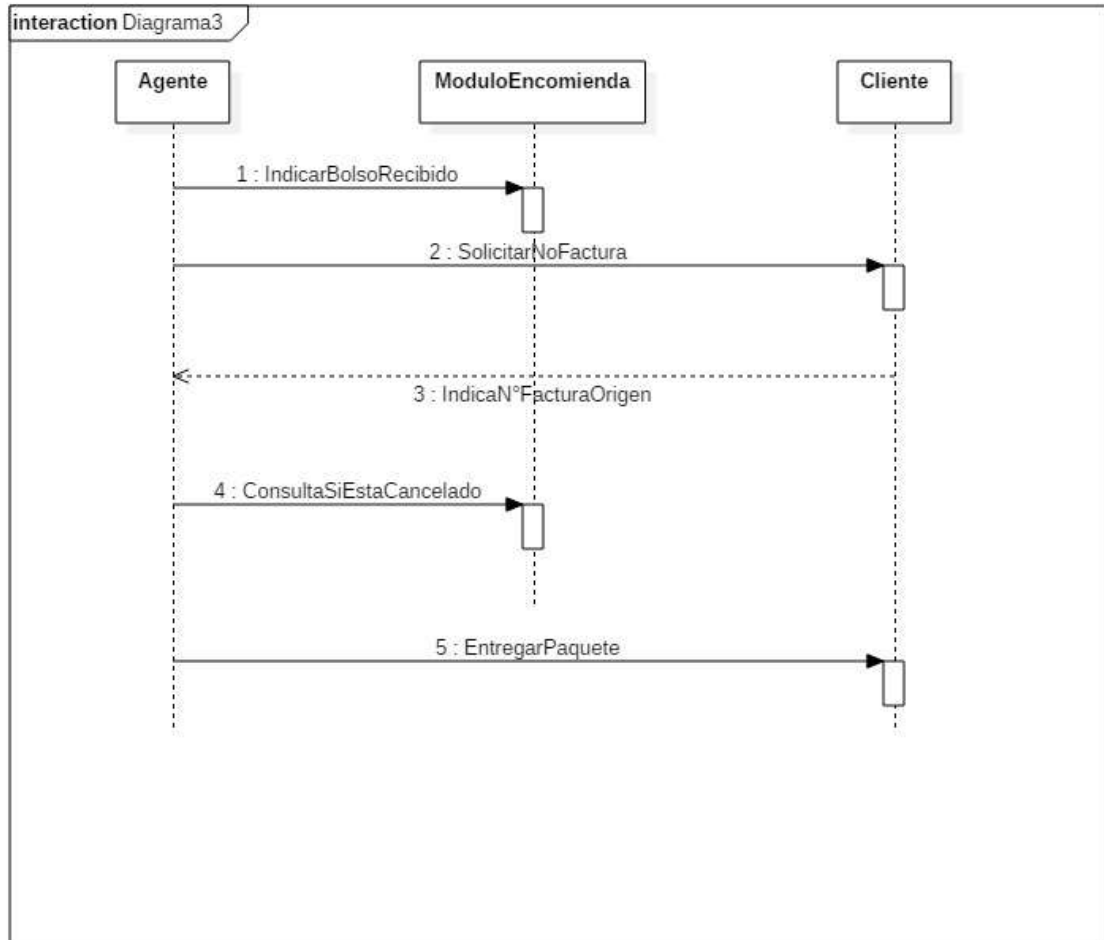 interaction Diagrama3
Agente
ModuloEncomienda
Cliente
1 : IndicarBolsoRecibido
2 : SolicitarNoFactura
3 : IndicaN°FacturaOrigen
4 : ConsultaSiEstaCancelado
5 : EntregarPaquete